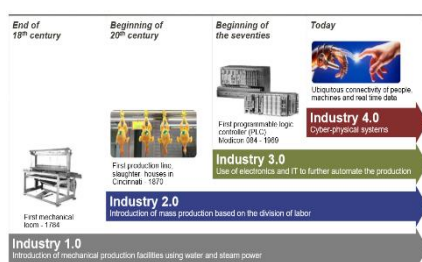 End of
18th century
Beginning of
20th century
Beginning of
the seventies
Today
Ubiquitous connectivity of people,
machines and real time data
Industry 4.0
Cyber-physical systems
First programmable logic
controller (PLC)
Modicon 084 - 1969
Industry 3.0
Use of electronics and IT to further automate the production
First production line,
slaughter houses in
Cincinnati - 1870
Industry 2.0
Introduction of mass production based on the division of labor
First mechanical
loom - 1784
Industry 1.0
Introduction of mechanical production facilities using water and steam power